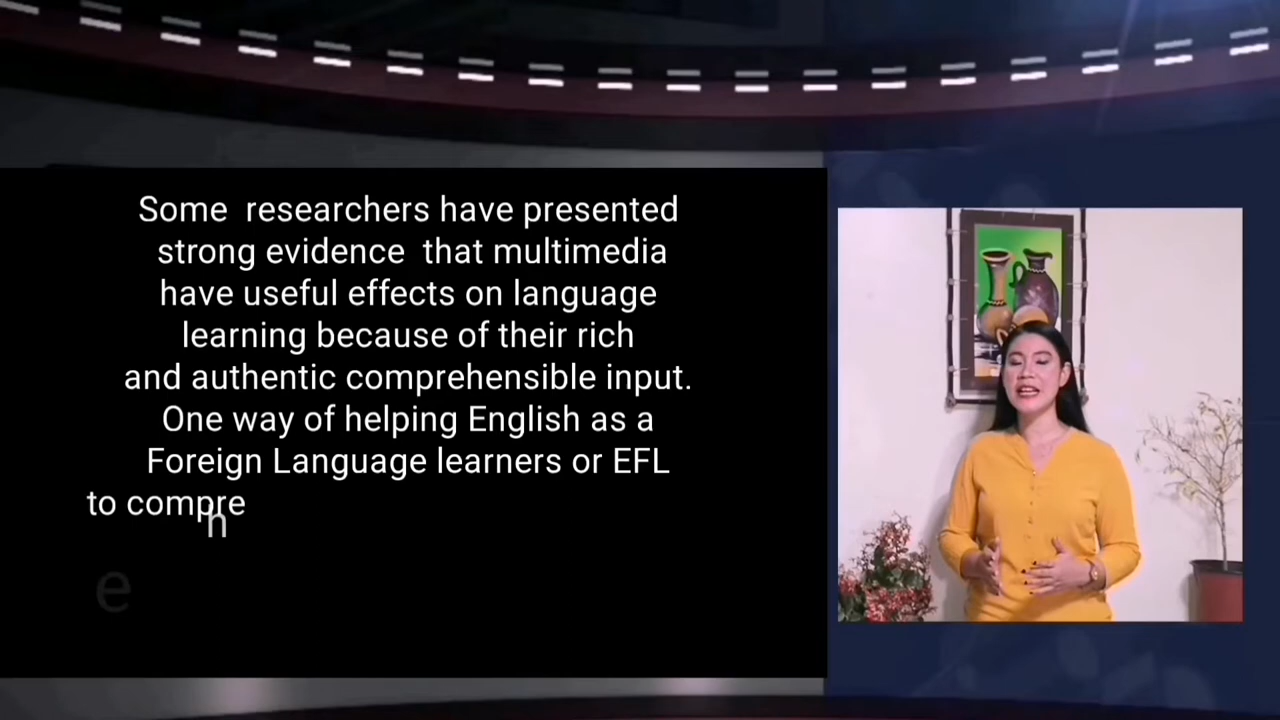 Some researchers have presented
strong evidence that multimedia
have useful effects on language
learning because of their rich
and authentic comprehensible input.
One way of helping English as a
Foreign Language learners or EFL
to compre
h
e